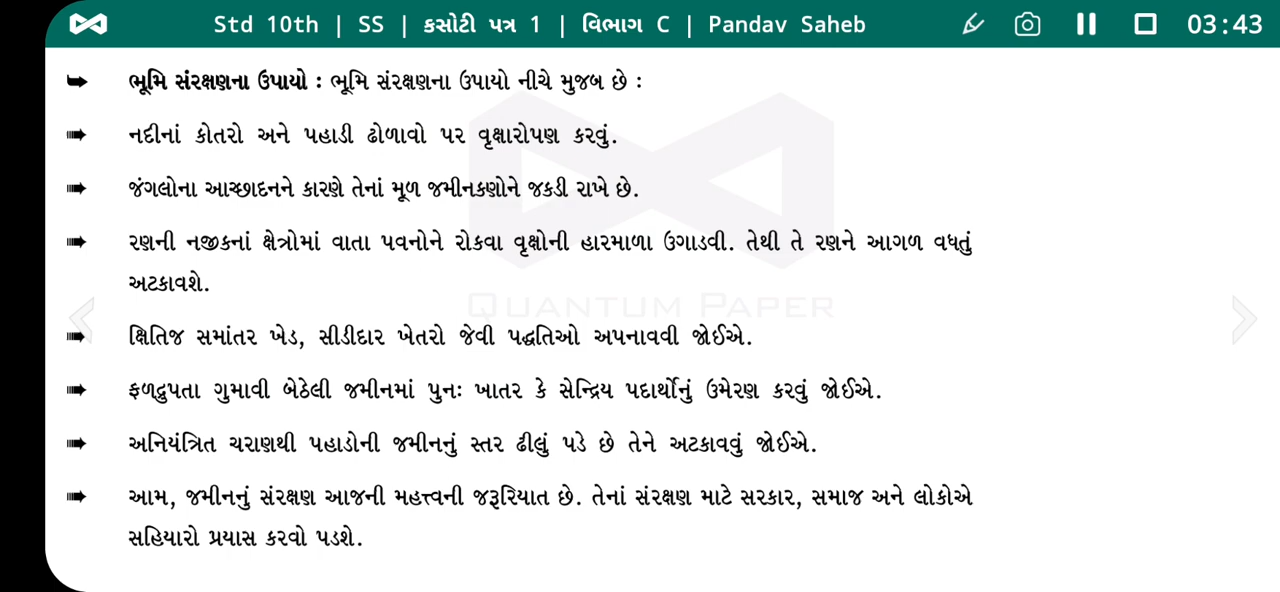 Std 10th | SS | કસોટી પત્ર 1 | વિભાગ C | Pandav Saheb
03:43
ભૂમિ સંરક્ષણના ઉપાયો : ભૂમિ સંરક્ષણના ઉપાયો નીચે મુજબ છે :
નદીનાં કોતરો અને પહાડી ઢોળાવો પર વૃક્ષારોપણ કરવું.
જંગલોના આચ્છાદનને કારણે તેનાં મૂળ જમીનકણોને જકડી રાખે છે.
રણની નજીકનાં ક્ષેત્રોમાં વાતા પવનોને રોકવા વૃક્ષોની હારમાળા ઉગાડવી. તેથી તે રણને આગળ વધતું
અટકાવશે.
QUANTUM PAPER
ક્ષિતિજ સમાંતર ખેડ, સીડીદાર ખેતરો જેવી પદ્ધતિઓ અપનાવવી જોઈએ.
ફળદ્રુપતા ગુમાવી બેઠેલી જમીનમાં પુનઃ ખાતર કે સેન્દ્રિય પદાર્થોનું ઉમેરણ કરવું જોઈએ.
અનિયંત્રિત ચરાણથી પહાડોની જમીનનું સ્તર ઢીલું પડે છે તેને અટકાવવું જોઈએ.
આમ, જમીનનું સંરક્ષણ આજની મહત્ત્વની જરૂરિયાત છે. તેનાં સંરક્ષણ માટે સરકાર, સમાજ અને લોકોએ
સહિયારો પ્રયાસ કરવો પડશે.